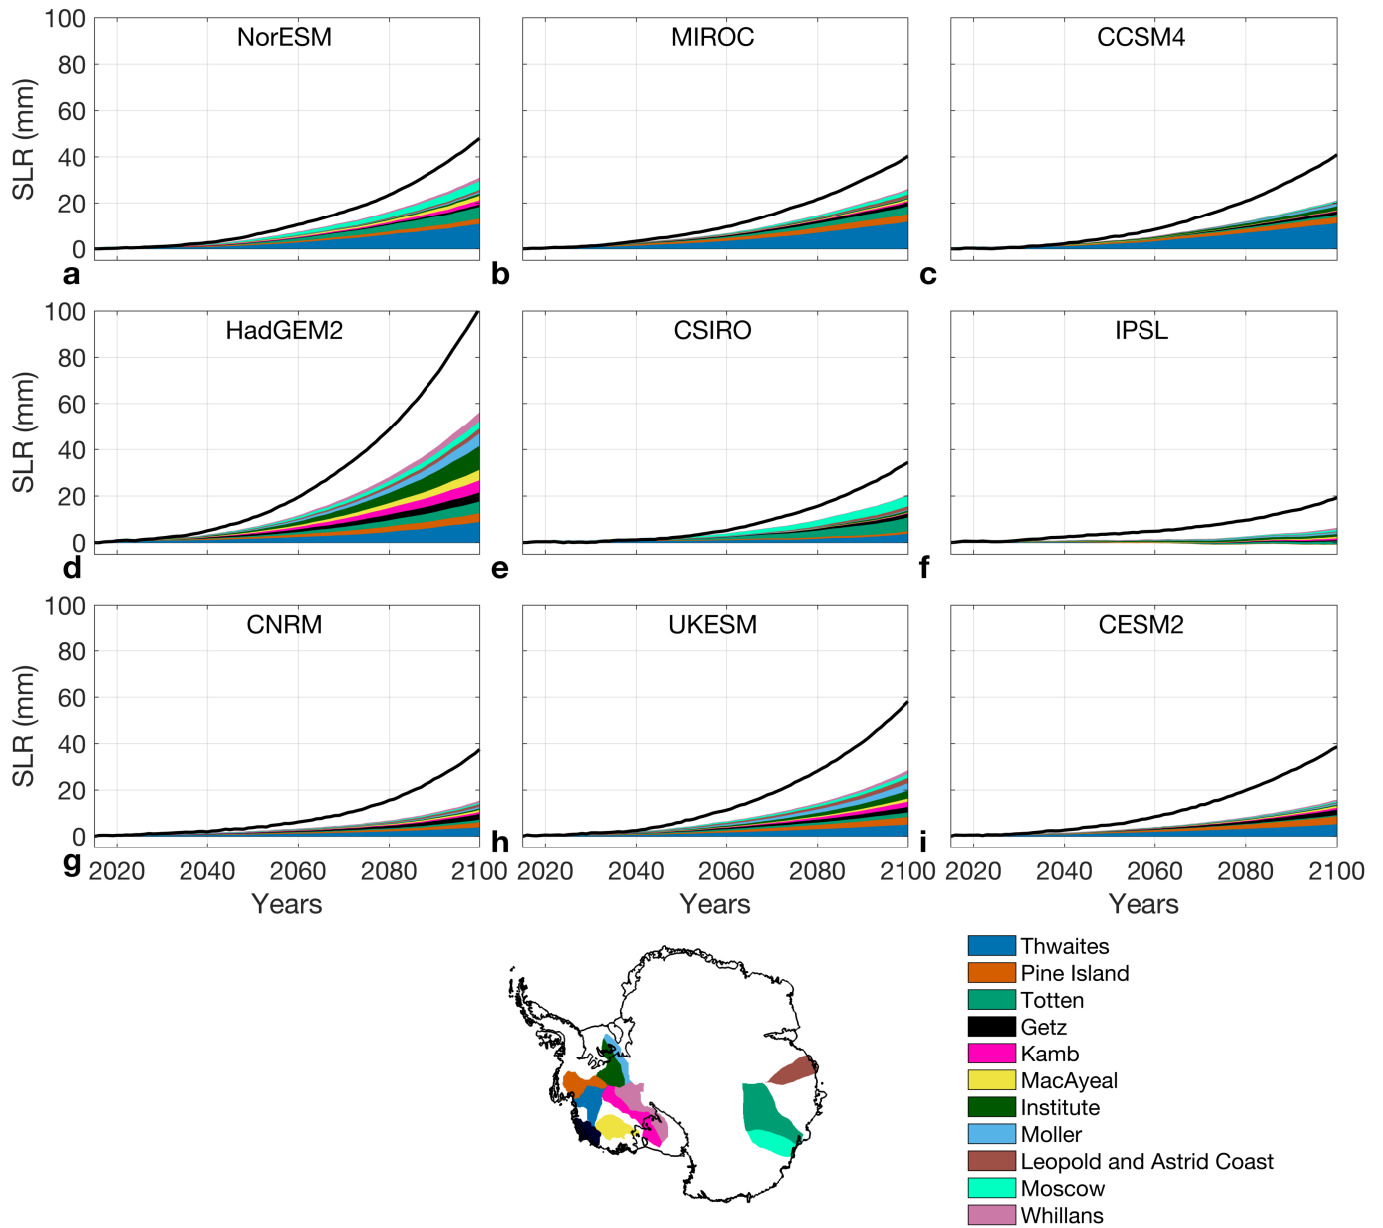 NorESM
MIROC
CCSM4
100
80
60
40
20
0
SLR (mm)
a
b
c
HadGEM2
CSIRO
IPSL
100
80
60
40
20
0
SLR (mm)
d
e
f
CNRM
UKESM
CESM2
100
80
60
40
20
0
SLR (mm)
g
h
i
2020 2040 2060 2080 2100
2020 2040 2060 2080 2100
2020 2040 2060 2080 2100
Years
Years
Years
Thwaites
Pine Island
Totten
Getz
Kamb
MacAyeal
Institute
Moller
Leopold and Astrid Coast
Moscow
Whillans